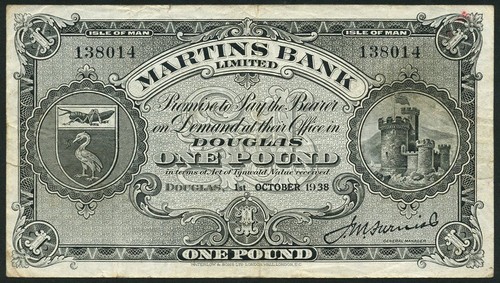 ISLE OF MAN ISLE OF MAN
138014 138014
MARTINS BANK
LIMITED
Promise to Pay the Bearer
on Demand at their Office in
DOUGLAS
ONE POUND
in terms of Act of Tynwald, Value received.
DOUGLAS, 1st OCTOBER 1938
GENERAL MANAGER
ONE POUND